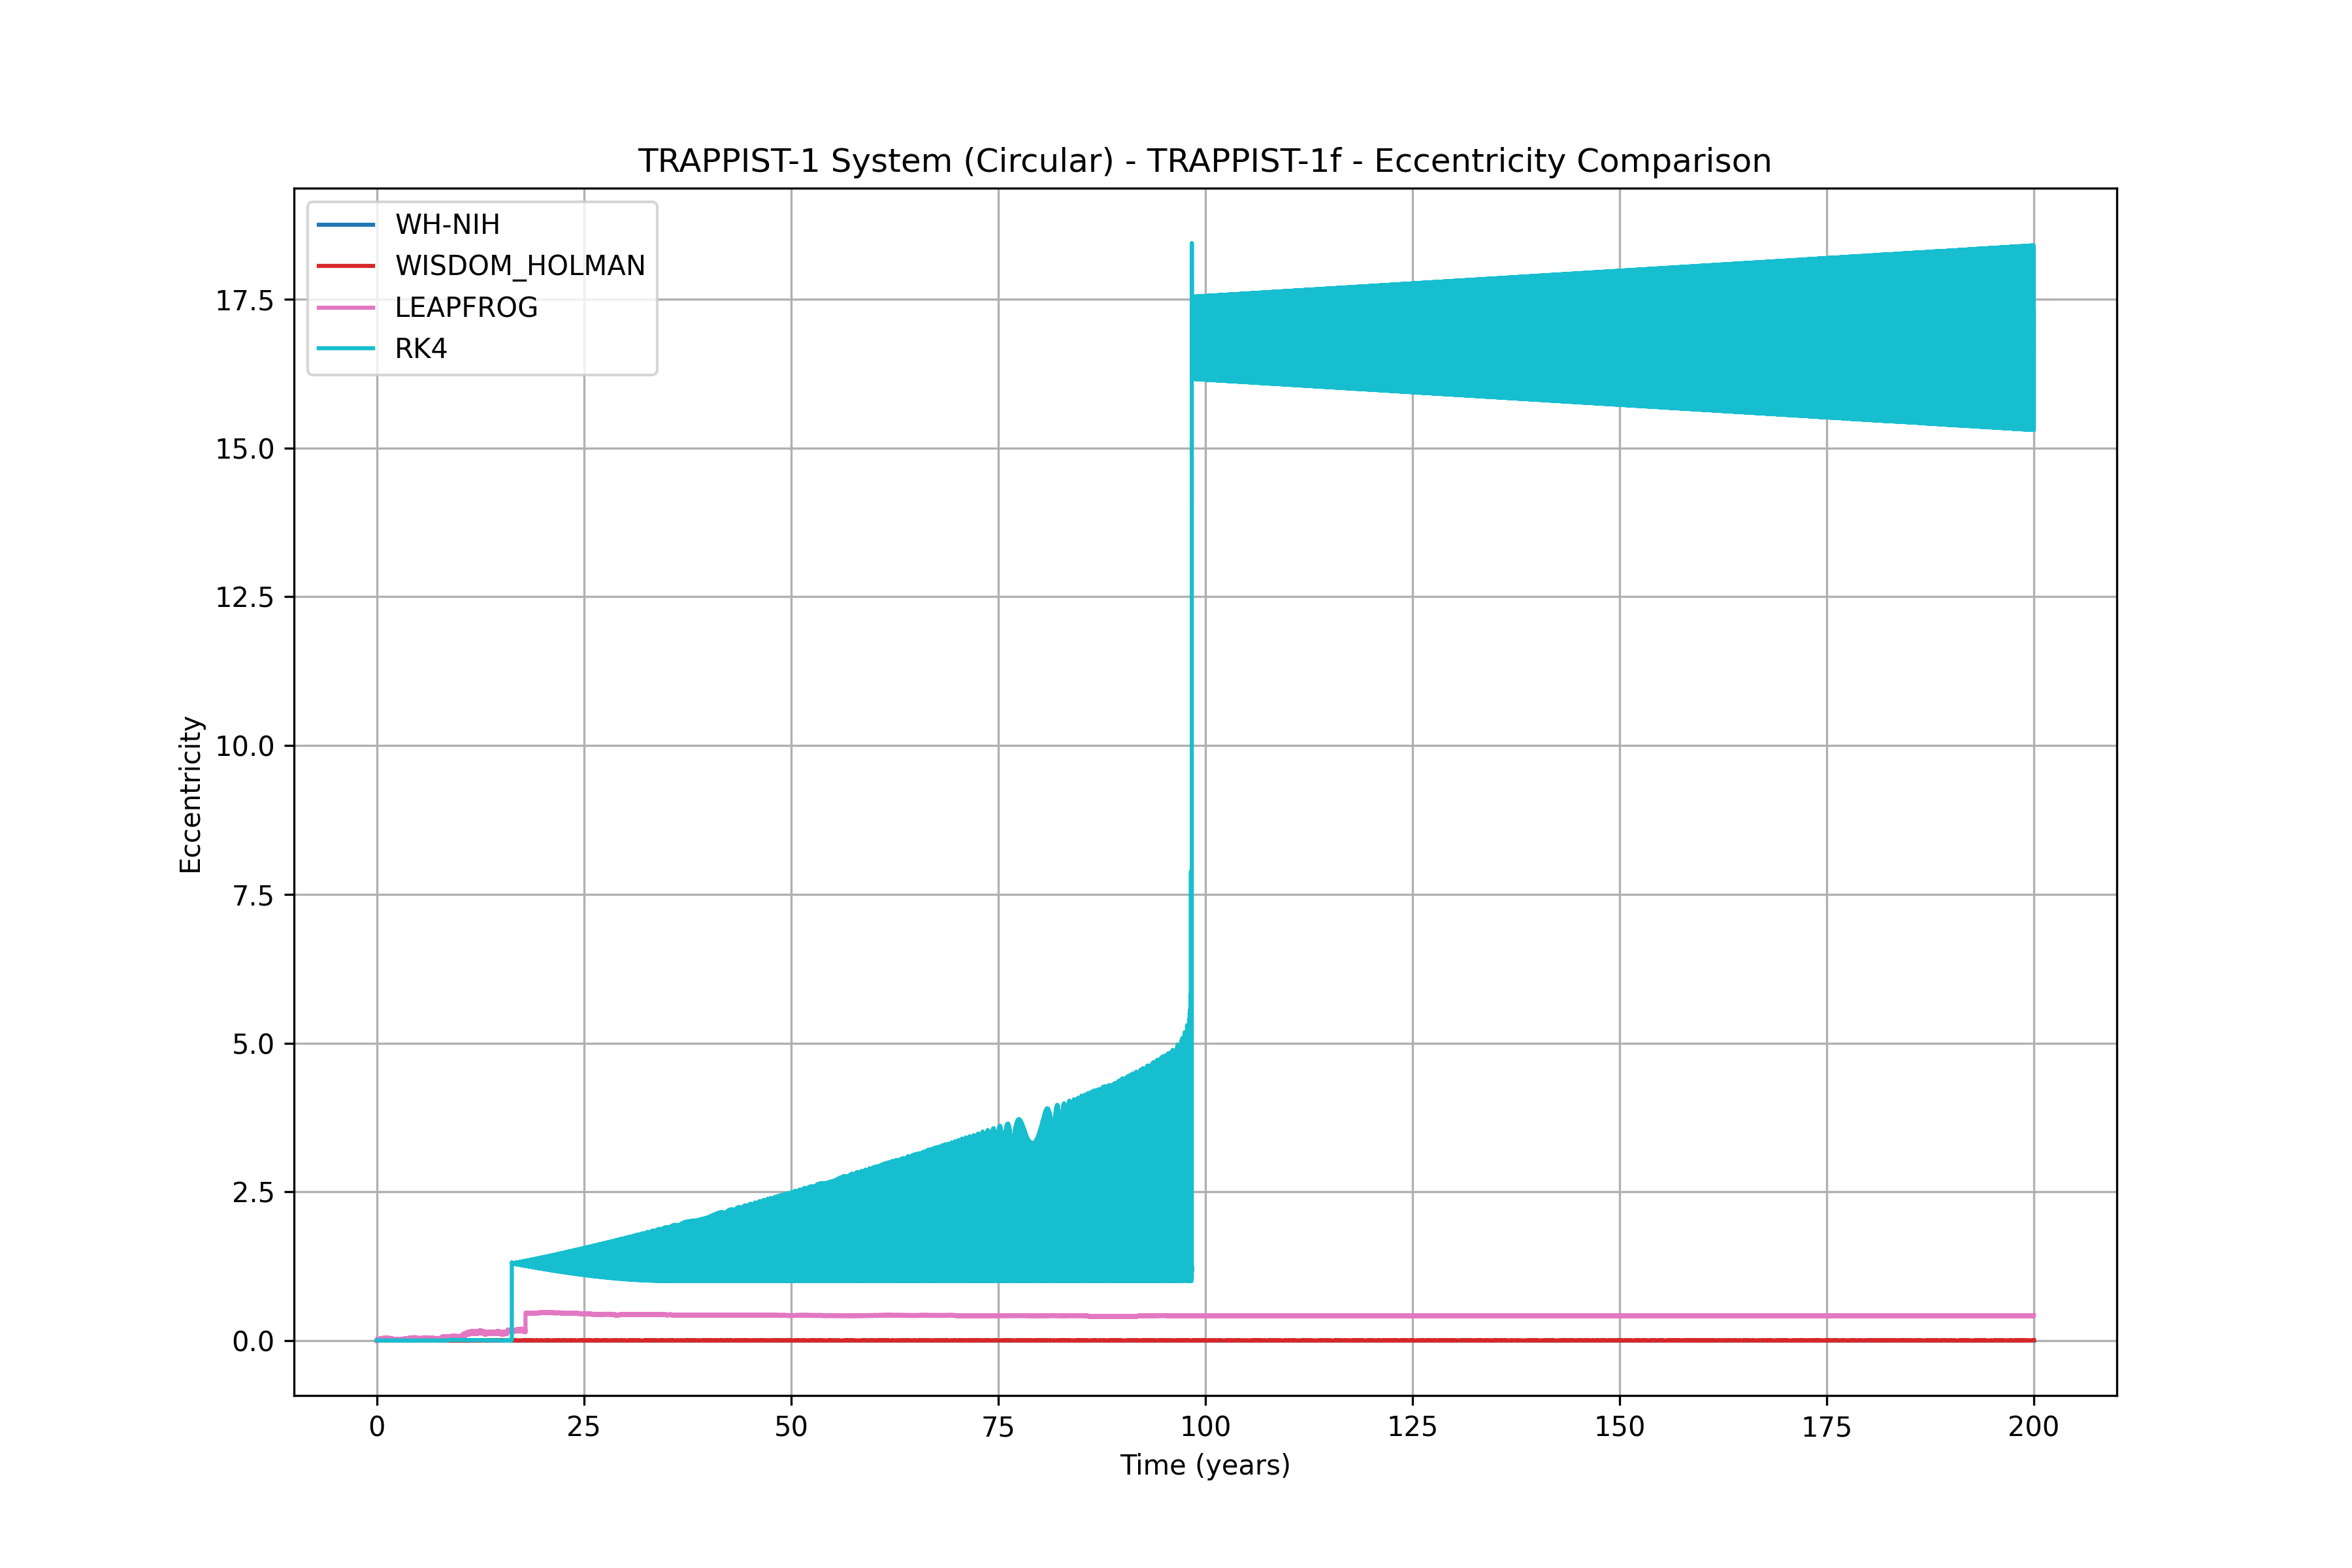 TRAPPIST-1 System (Circular) - TRAPPIST-1f - Eccentricity Comparison
WH-NIH
WISDOM_HOLMAN
LEAPFROG
RK4
Eccentricity
17.5
15.0
12.5
10.0
7.5
5.0
2.5
0.0
0 25 50 75 100 125 150 175 200
Time (years)